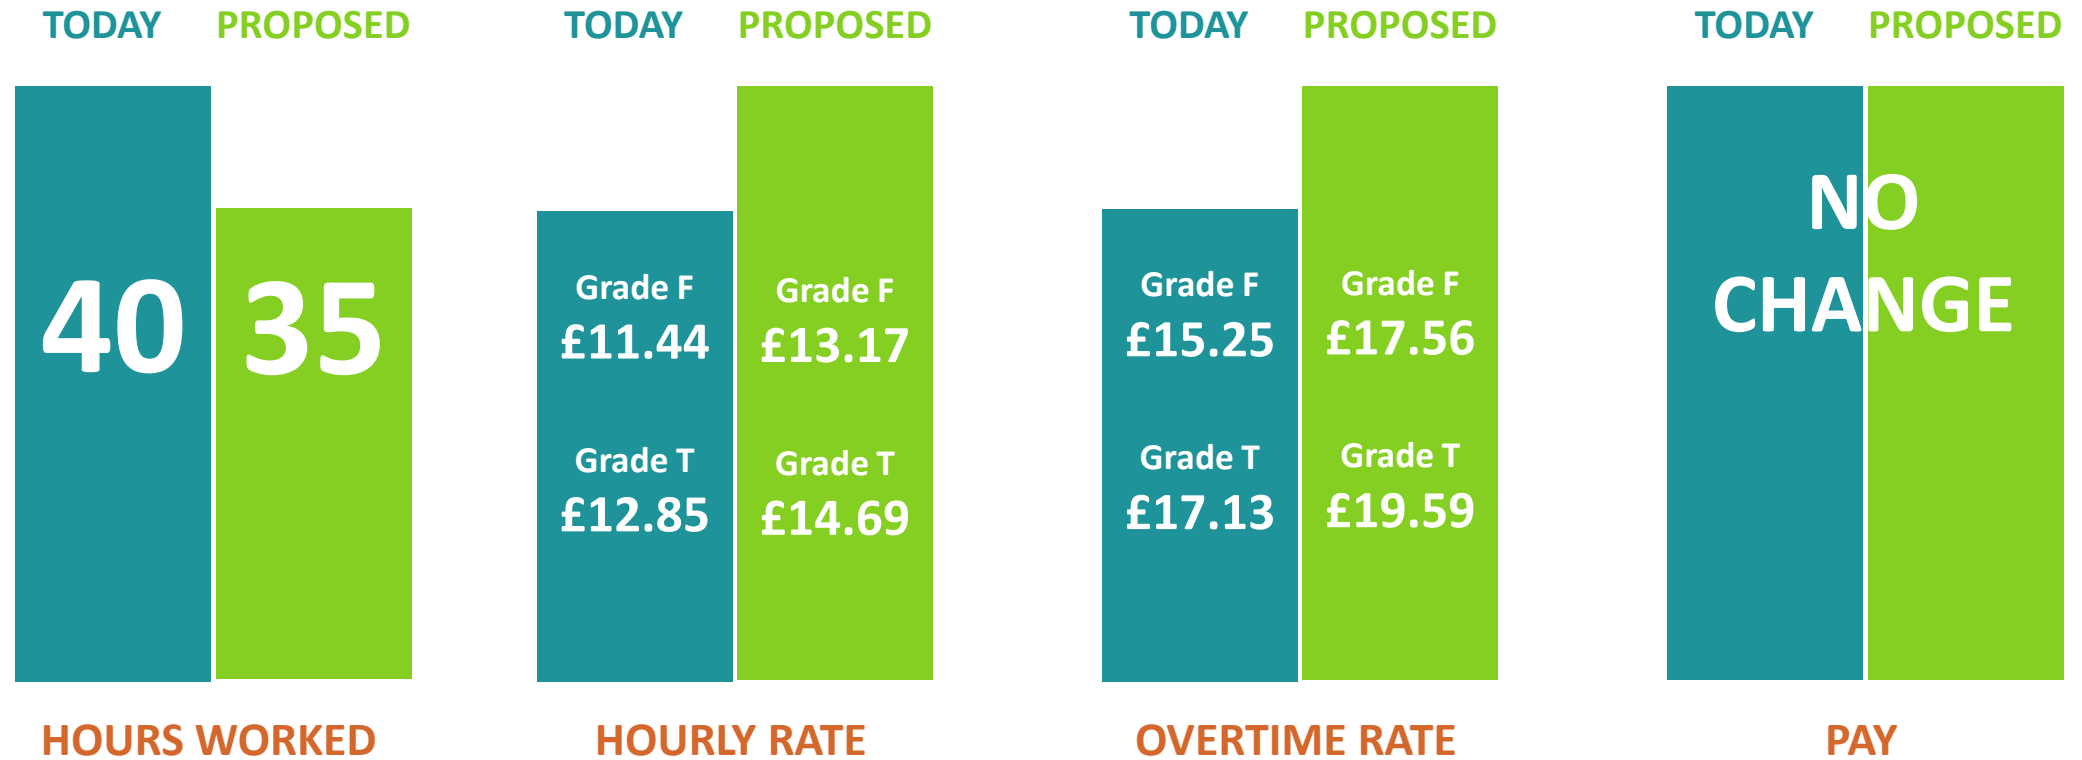 TODAY PROPOSED
40 35
HOURS WORKED
TODAY PROPOSED
Grade F Grade F
£11.44 £13.17
Grade T Grade T
£12.85 £14.69
HOURLY RATE
TODAY PROPOSED
Grade F Grade F
£15.25 £17.56
Grade T Grade T
£17.13 £19.59
OVERTIME RATE
TODAY PROPOSED
NO
CHANGE
PAY